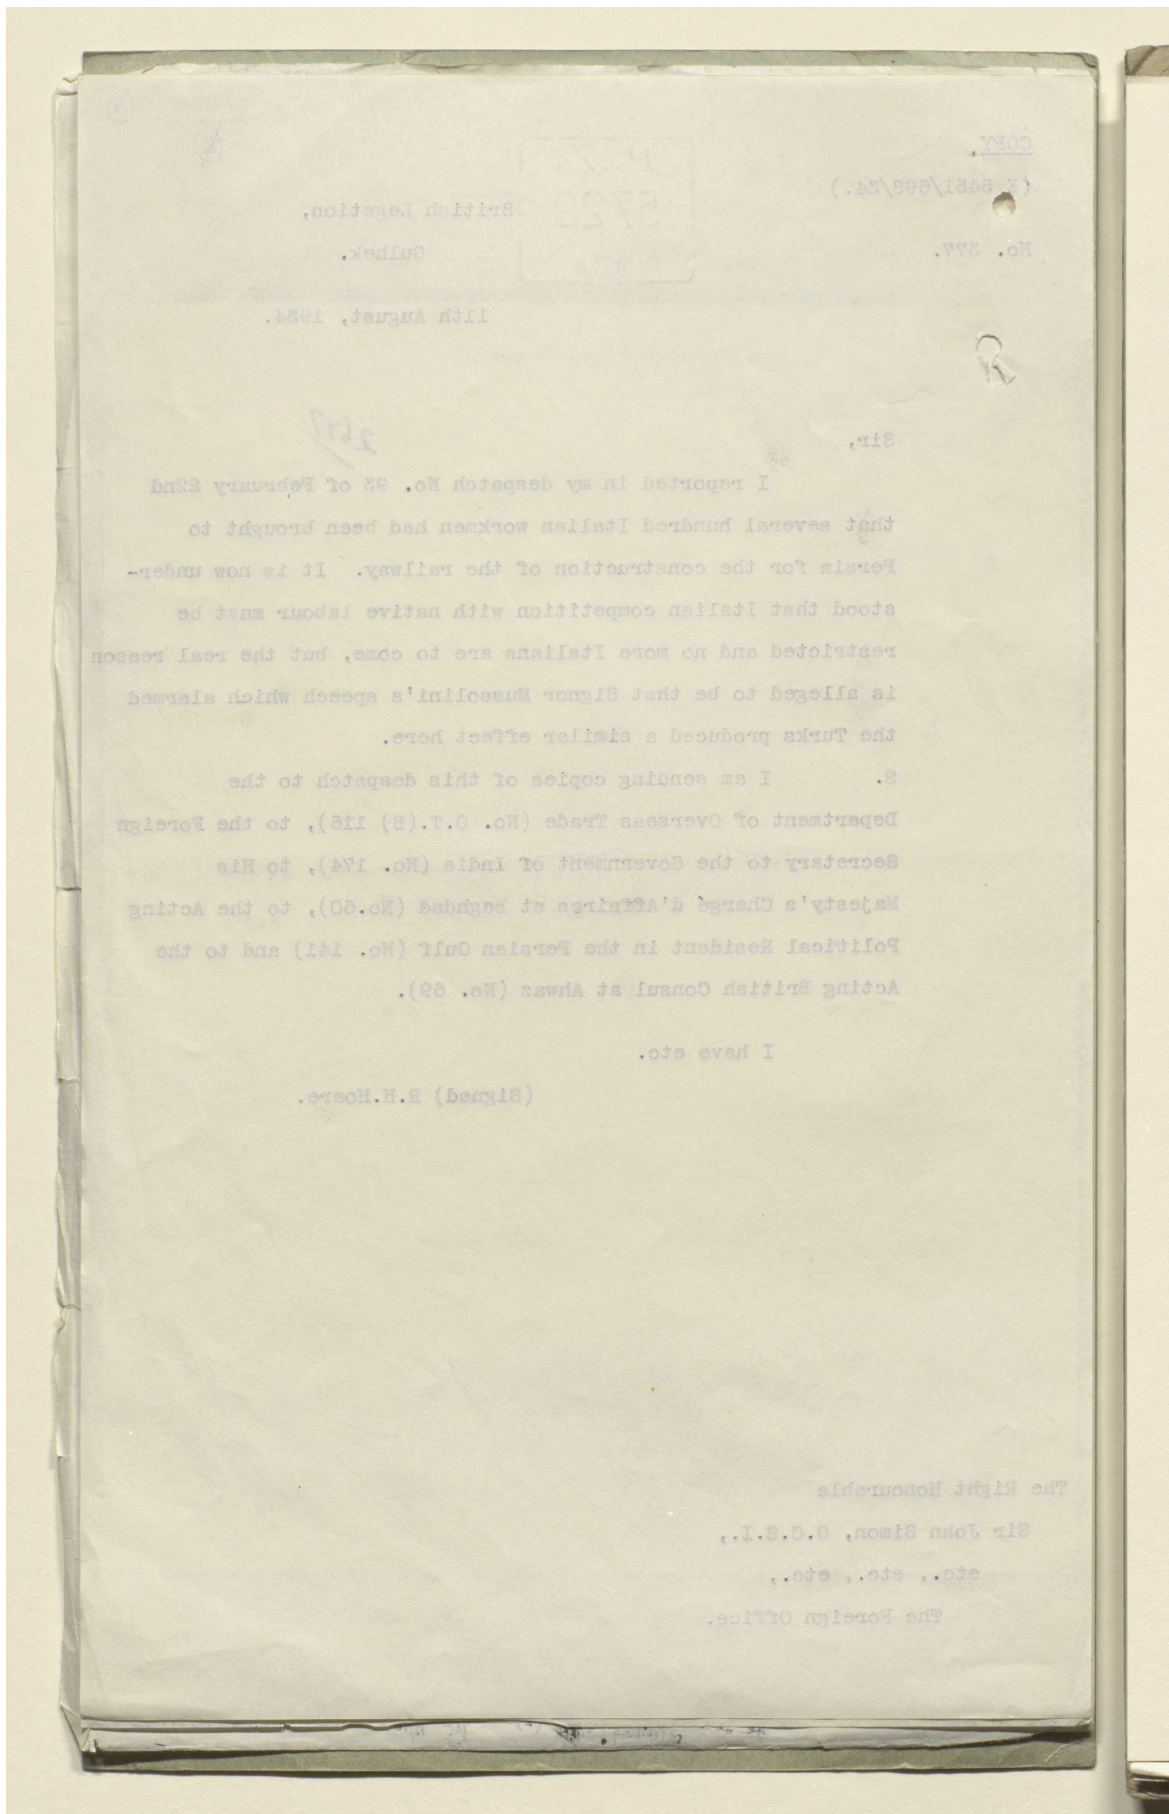 COPY.
(E 5451/698/34.)
British Legation,
No. 377.
Gulhek.
11th August, 1934.
Sir,
I reported in my despatch No. 93 of February 22nd
that several hundred Italian workmen had been brought to
Persia for the construction of the railway. It is now under-
stood that Italian competition with native labour must be
restricted and no more Italians are to come, but the real reason
is alleged to be that Signor Mussolini's speech which alarmed
the Turks produced a similar effect here.
2. I am sending copies of this despatch to the
Department of Overseas Trade (No. O.T.(B) 116), to the Foreign
Secretary to the Government of India (No. 174), to His
Majesty's Chargé d'Affaires at Baghdad (No.60), to the Acting
Political Resident in the Persian Gulf (No. 141) and to the
Acting British Consul at Ahwaz (No. 69).
I have etc.
(Signed) R.H.Hoare.
The Right Honourable
Sir John Simon, G.C.S.I.,
etc., etc., etc.,
The Foreign Office.